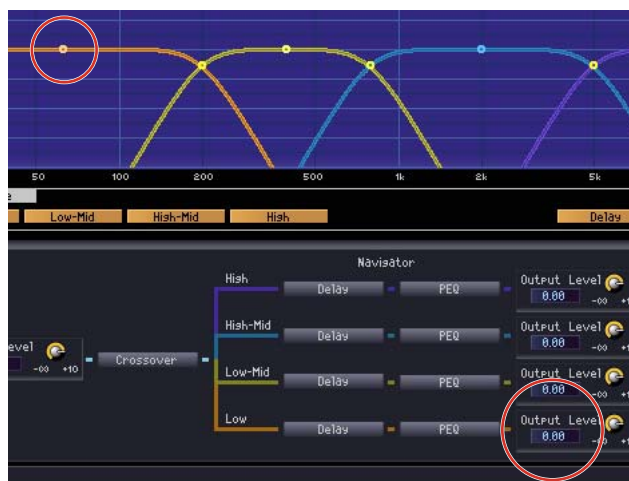 50 100 200 500 1k 2k 5k
Low-Mid High-Mid High Delay
Navigator
High
Delay PEQ
Output Level
0.00
-∞
High-Mid
Delay PEQ
Output Level
0.00
-∞
Crossover
-∞ +10
Low-Mid
Delay PEQ
Output Level
0.00
-∞
Low
Delay PEQ
Output Level
0.00
-∞